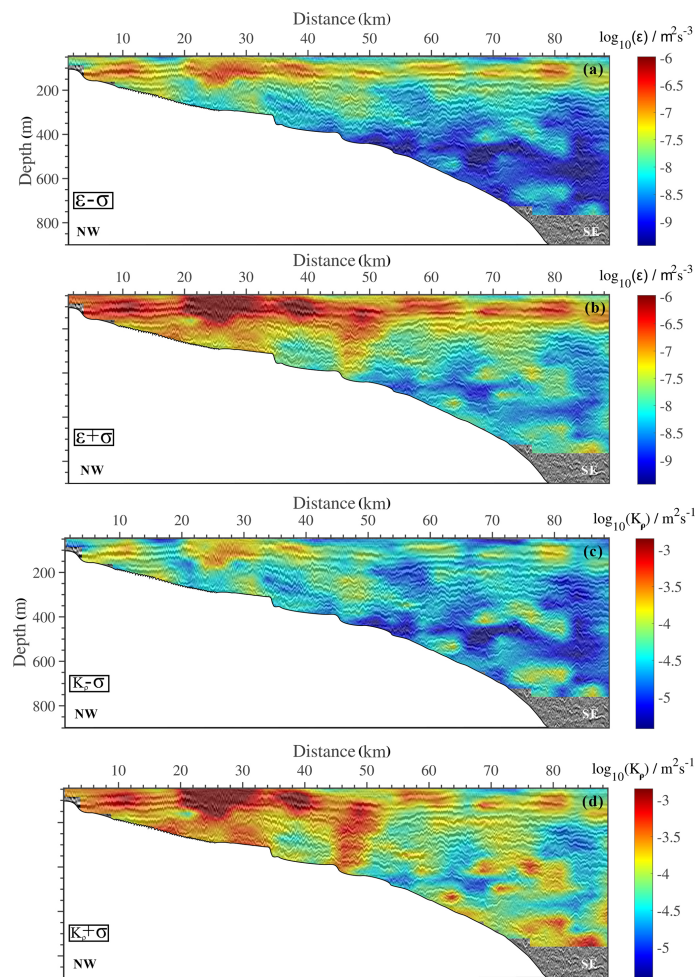 Distance (km)
log10(ε) / m²s⁻³
10 20 30 40 50 60 70 80
(a)
-6
-6.5
-7
-7.5
-8
-8.5
-9
Depth (m)
200
400
600
800
ε-σ
NW
SE
Distance (km)
log10(ε) / m²s⁻³
10 20 30 40 50 60 70 80
(b)
-6
-6.5
-7
-7.5
-8
-8.5
-9
ε+σ
NW
SE
Distance (km)
log10(Kρ) / m²s⁻¹
10 20 30 40 50 60 70 80
(c)
-3
-3.5
-4
-4.5
-5
Depth (m)
200
400
600
800
Kρ-σ
NW
SE
Distance (km)
log10(Kρ) / m²s⁻¹
10 20 30 40 50 60 70 80
(d)
-3
-3.5
-4
-4.5
-5
Kρ+σ
NW
SE